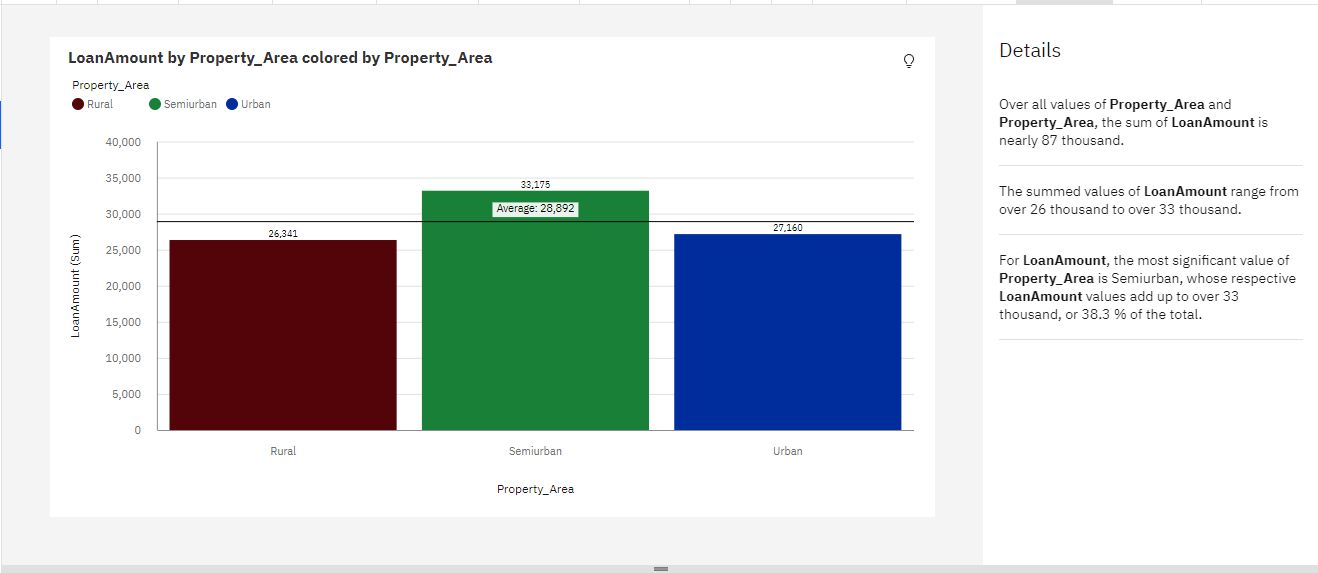 LoanAmount by Property_Area colored by Property_Area
Property_Area
Rural Semiurban Urban
40,000
35,000
30,000
25,000
20,000
15,000
10,000
5,000
0
LoanAmount (Sum)
26,341
33,175
Average: 28,892
27,160
Rural Semiurban Urban
Property_Area
Details
Over all values of Property_Area and
Property_Area, the sum of LoanAmount is
nearly 87 thousand.
The summed values of LoanAmount range from
over 26 thousand to over 33 thousand.
For LoanAmount, the most significant value of
Property_Area is Semiurban, whose respective
LoanAmount values add up to over 33
thousand, or 38.3 % of the total.